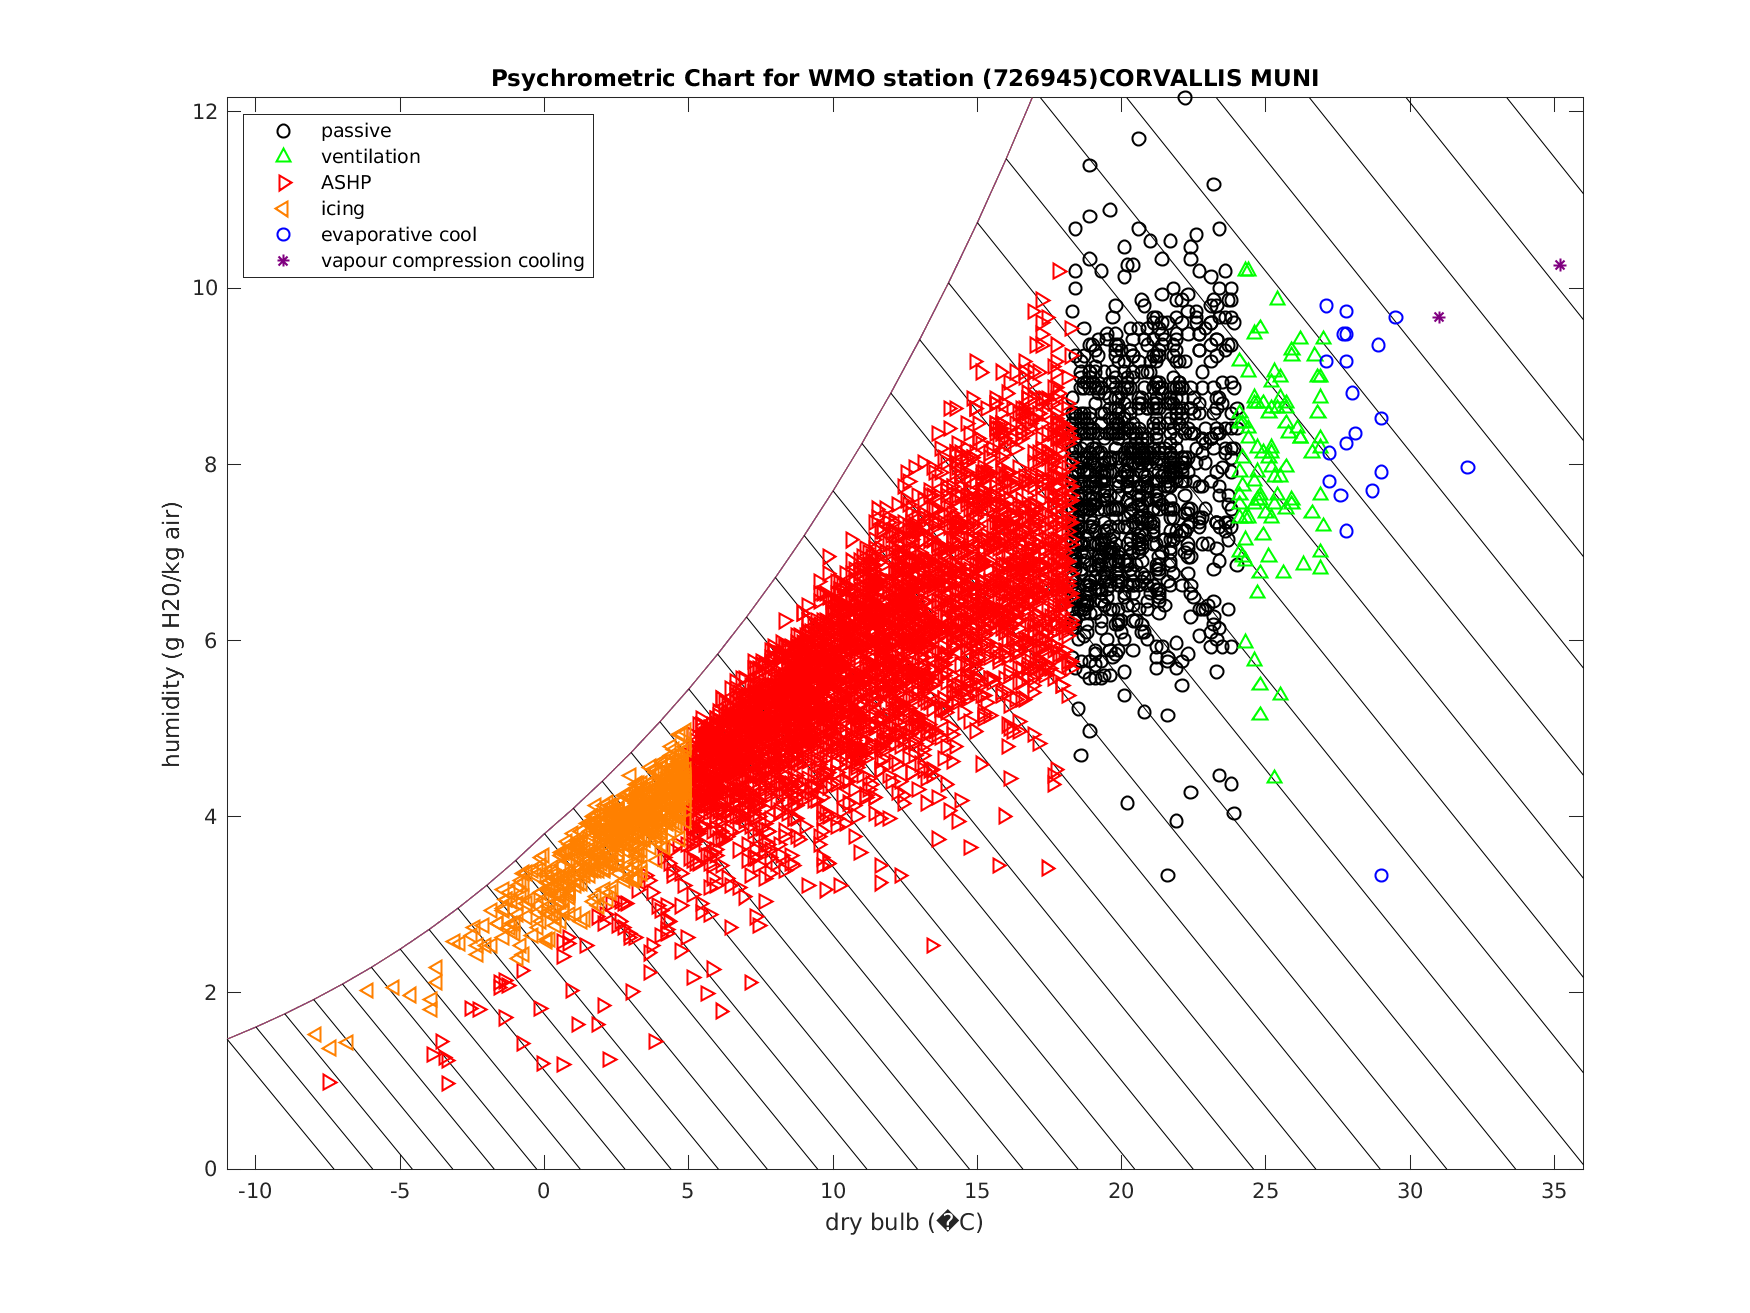 Psychrometric Chart for WMO station (726945)CORVALLIS MUNI
passive
ventilation
ASHP
icing
evaporative cool
vapour compression cooling
humidity (g H20/kg air)
12
10
8
6
4
2
0
-10
-5
0
5
10
15
20
25
30
35
dry bulb (�C)